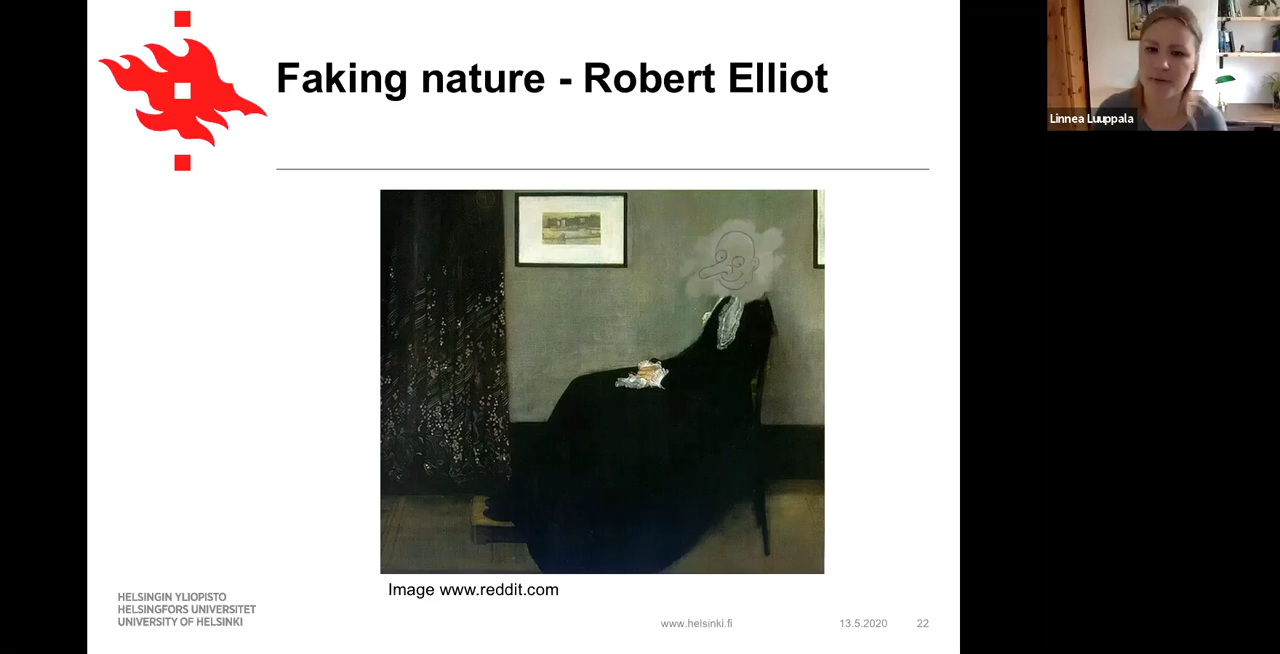 Faking nature - Robert Elliot
Linnea Luuppala
Image www.reddit.com
HELSINGIN YLIOPISTO
HELSINGFORS UNIVERSITET
UNIVERSITY OF HELSINKI
www.helsinki.fi
13.5.2020
22